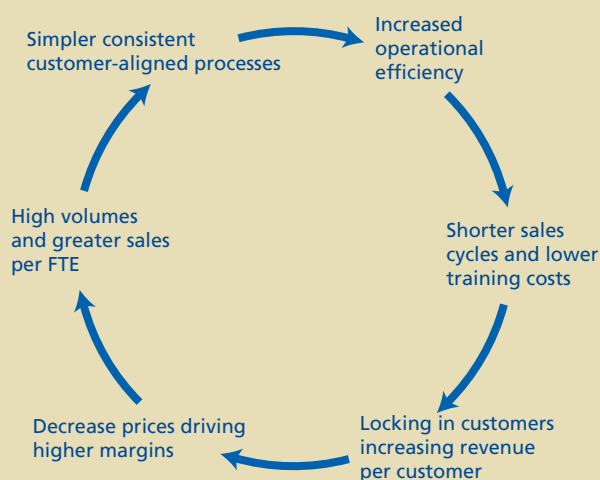 Simpler consistent
customer-aligned processes
Increased
operational
efficiency
Shorter sales
cycles and lower
training costs
Locking in customers
increasing revenue
per customer
Decrease prices driving
higher margins
High volumes
and greater sales
per FTE